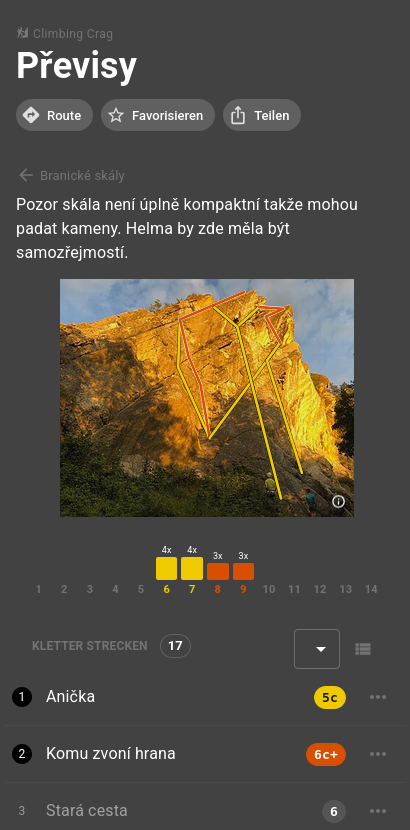 Climbing Crag
Převisy
Route
Favorisieren
Teilen
Branické skály
Pozor skála není úplně kompaktní takže mohou
padat kameny. Helma by zde měla být
samozřejmostí.
4x 4x 3x 3x
1 2 3 4 5 6 7 8 9 10 11 12 13 14
KLETTER STRECKEN 17
1 Anička 5c
2 Komu zvoní hrana 6c+
3 Stará cesta 6